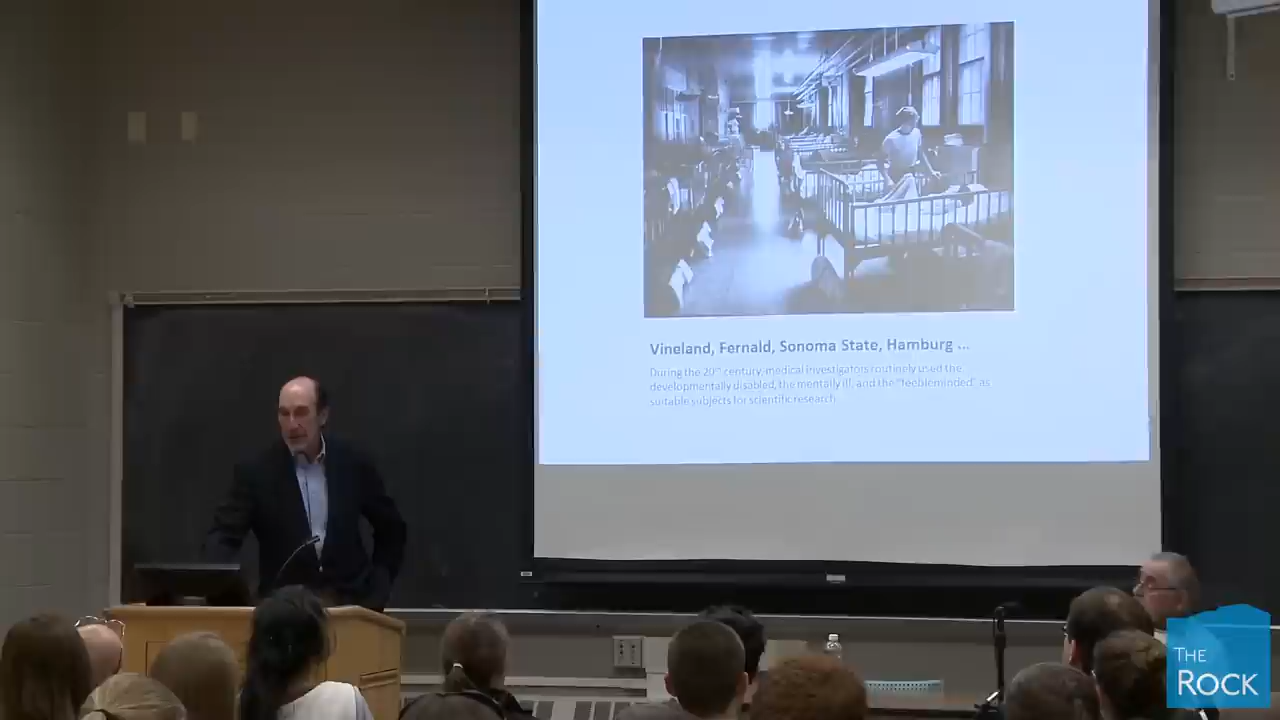 Vineland, Fernald, Sonoma State, Hamburg ...
During the 20th century, medical investigators routinely used the
developmentally disabled, the mentally ill, and the "feebleminded" as
suitable subjects for scientific research.
THE
ROCK